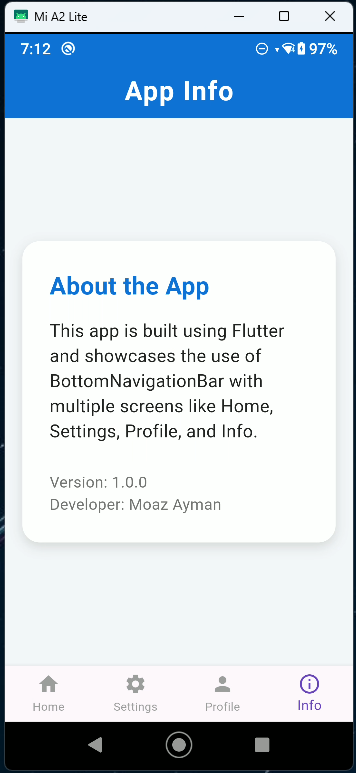 Mi A2 Lite
7:12
97%
App Info
About the App
This app is built using Flutter
and showcases the use of
BottomNavigationBar with
multiple screens like Home,
Settings, Profile, and Info.
Version: 1.0.0
Developer: Moaz Ayman
Home
Settings
Profile
Info